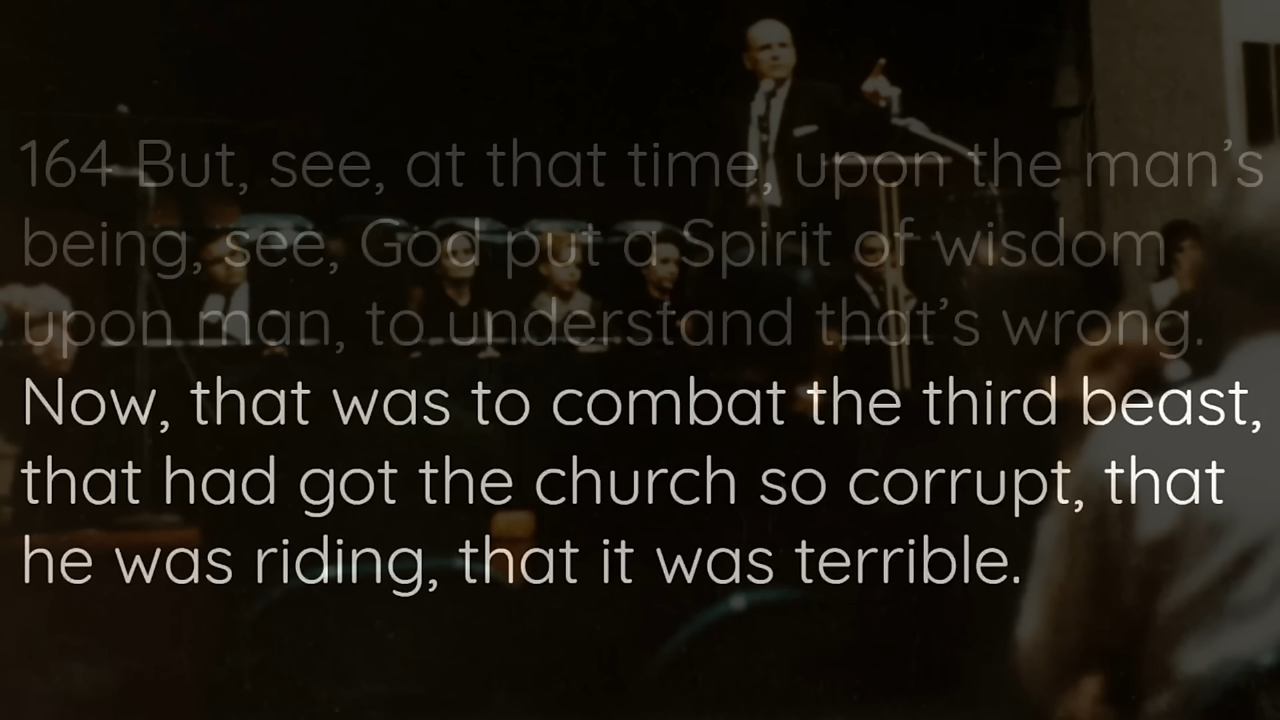 164 But, see, at that time, upon the man’s
being, see, God put a Spirit of wisdom
upon man, to understand that’s wrong.
Now, that was to combat the third beast,
that had got the church so corrupt, that
he was riding, that it was terrible.